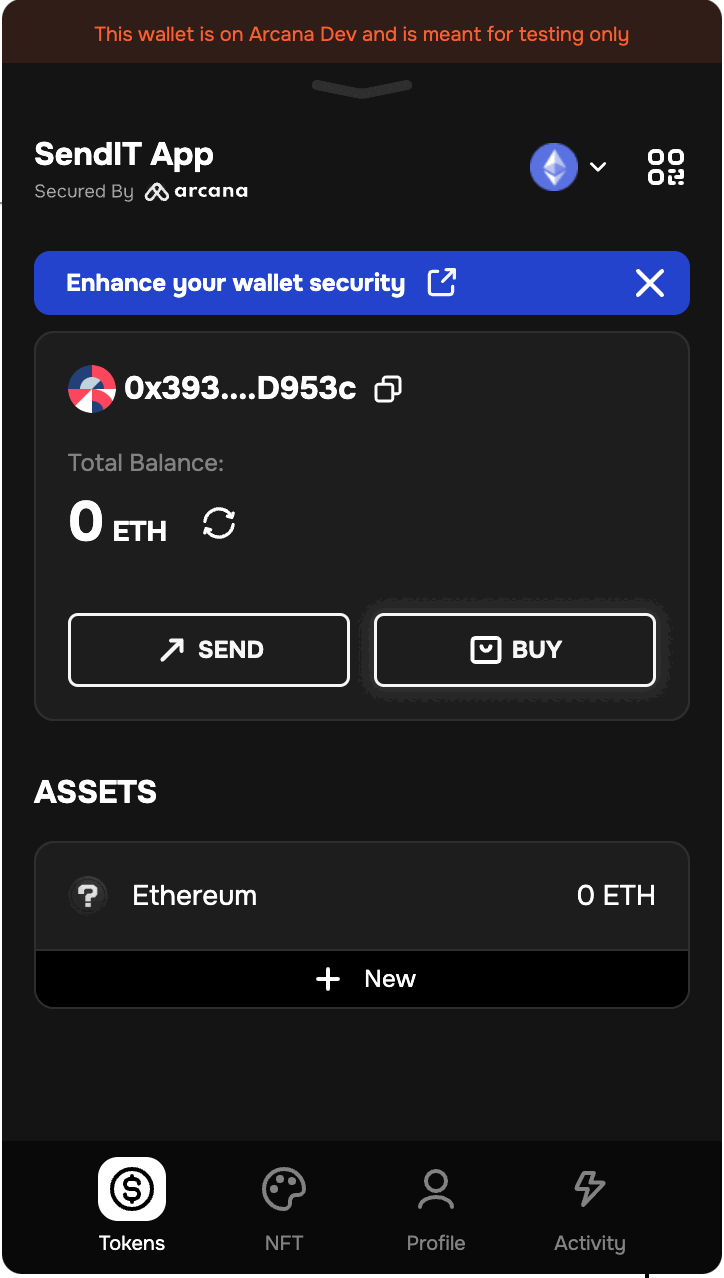 This wallet is on Arcana Dev and is meant for testing only
SendIT App
Secured By arcana
Enhance your wallet security
0x393....D953c
Total Balance:
0 ETH
SEND
BUY
ASSETS
Ethereum
0 ETH
New
Tokens
NFT
Profile
Activity